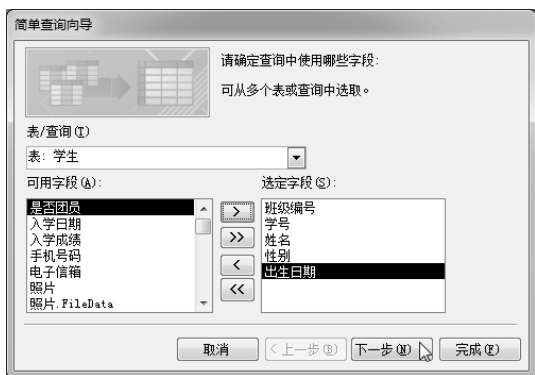 简单查询向导
请确定查询中使用哪些字段:
可从多个表或查询中选取。
表/查询(T)
表: 学生
可用字段(A):
是否团员
入学日期
入学成绩
手机号码
电子信箱
照片
照片.FileData
>
>>
<
<<
选定字段(S):
班级编号
学号
姓名
性别
出生日期
取消
<上一步(B)
下一步(N)
完成(F)